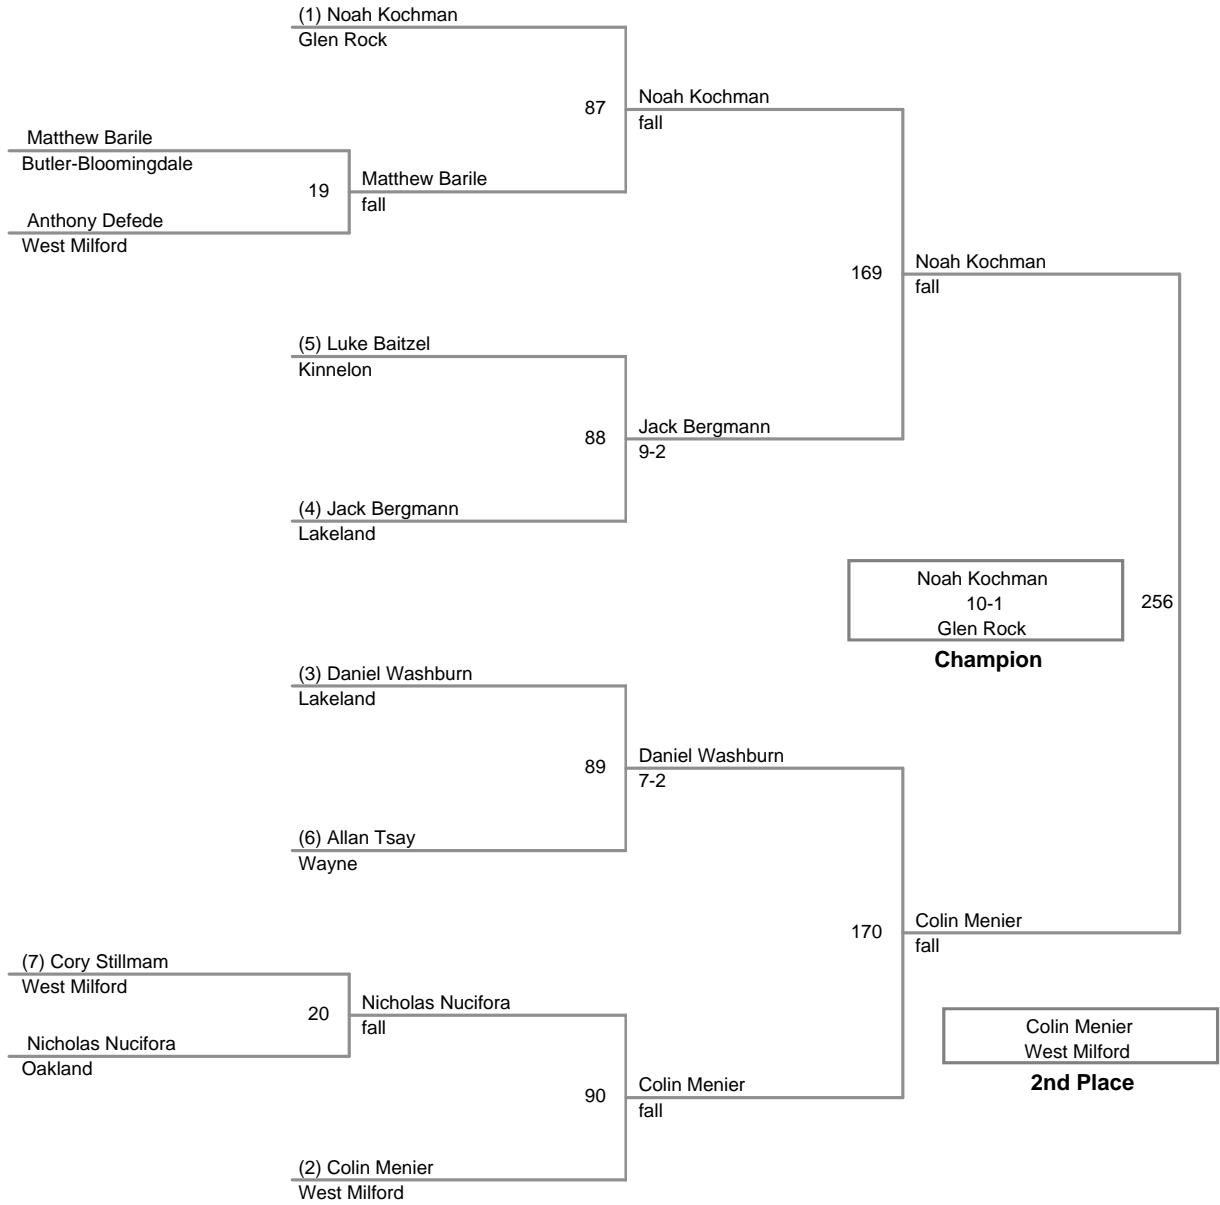 (1) Noah Kochman
Glen Rock
87
Noah Kochman
fall
Matthew Barile
Butler-Bloomingdale
19
Matthew Barile
fall
Anthony Defede
West Milford
169
Noah Kochman
fall
(5) Luke Baitzel
Kinnelon
88
Jack Bergmann
9-2
(4) Jack Bergmann
Lakeland
Noah Kochman
10-1
Glen Rock
Champion
256
(3) Daniel Washburn
Lakeland
89
Daniel Washburn
7-2
(6) Allan Tsay
Wayne
170
Colin Menier
fall
(7) Cory Stillmam
West Milford
20
Nicholas Nucifora
fall
Nicholas Nucifora
Oakland
Colin Menier
West Milford
2nd Place
90
Colin Menier
fall
(2) Colin Menier
West Milford